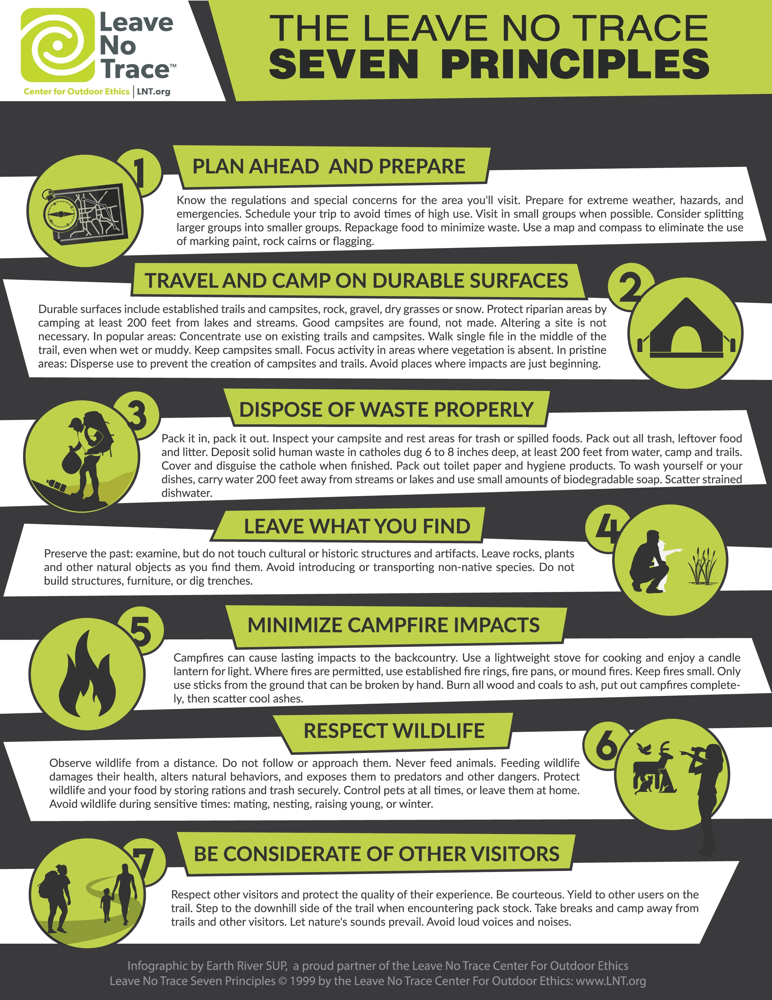 Leave
No
Trace™
Center for Outdoor Ethics | LNT.org
THE LEAVE NO TRACE
SEVEN PRINCIPLES
1
PLAN AHEAD AND PREPARE
Know the regulations and special concerns for the area you'll visit. Prepare for extreme weather, hazards, and
emergencies. Schedule your trip to avoid times of high use. Visit in small groups when possible. Consider splitting
larger groups into smaller groups. Repackage food to minimize waste. Use a map and compass to eliminate the use
of marking paint, rock cairns or flagging.
N
E
S
W
TRAVEL AND CAMP ON DURABLE SURFACES
2
Durable surfaces include established trails and campsites, rock, gravel, dry grasses or snow. Protect riparian areas by
camping at least 200 feet from lakes and streams. Good campsites are found, not made. Altering a site is not
necessary. In popular areas: Concentrate use on existing trails and campsites. Walk single file in the middle of the
trail, even when wet or muddy. Keep campsites small. Focus activity in areas where vegetation is absent. In pristine
areas: Disperse use to prevent the creation of campsites and trails. Avoid places where impacts are just beginning.
3
DISPOSE OF WASTE PROPERLY
Pack it in, pack it out. Inspect your campsite and rest areas for trash or spilled foods. Pack out all trash, leftover food
and litter. Deposit solid human waste in catholes dug 6 to 8 inches deep, at least 200 feet from water, camp and trails.
Cover and disguise the cathole when finished. Pack out toilet paper and hygiene products. To wash yourself or your
dishes, carry water 200 feet away from streams or lakes and use small amounts of biodegradable soap. Scatter strained
dishwater.
LEAVE WHAT YOU FIND
4
Preserve the past: examine, but do not touch cultural or historic structures and artifacts. Leave rocks, plants
and other natural objects as you find them. Avoid introducing or transporting non-native species. Do not
build structures, furniture, or dig trenches.
5
MINIMIZE CAMPFIRE IMPACTS
Campfires can cause lasting impacts to the backcountry. Use a lightweight stove for cooking and enjoy a candle
lantern for light. Where fires are permitted, use established fire rings, fire pans, or mound fires. Keep fires small. Only
use sticks from the ground that can be broken by hand. Burn all wood and coals to ash, put out campfires complete-
ly, then scatter cool ashes.
RESPECT WILDLIFE
6
Observe wildlife from a distance. Do not follow or approach them. Never feed animals. Feeding wildlife
damages their health, alters natural behaviors, and exposes them to predators and other dangers. Protect
wildlife and your food by storing rations and trash securely. Control pets at all times, or leave them at home.
Avoid wildlife during sensitive times: mating, nesting, raising young, or winter.
7
BE CONSIDERATE OF OTHER VISITORS
Respect other visitors and protect the quality of their experience. Be courteous. Yield to other users on the
trail. Step to the downhill side of the trail when encountering pack stock. Take breaks and camp away from
trails and other visitors. Let nature's sounds prevail. Avoid loud voices and noises.
Infographic by Earth River SUP, a proud partner of the Leave No Trace Center For Outdoor Ethics
Leave No Trace Seven Principles © 1999 by the Leave No Trace Center For Outdoor Ethics: www.LNT.org